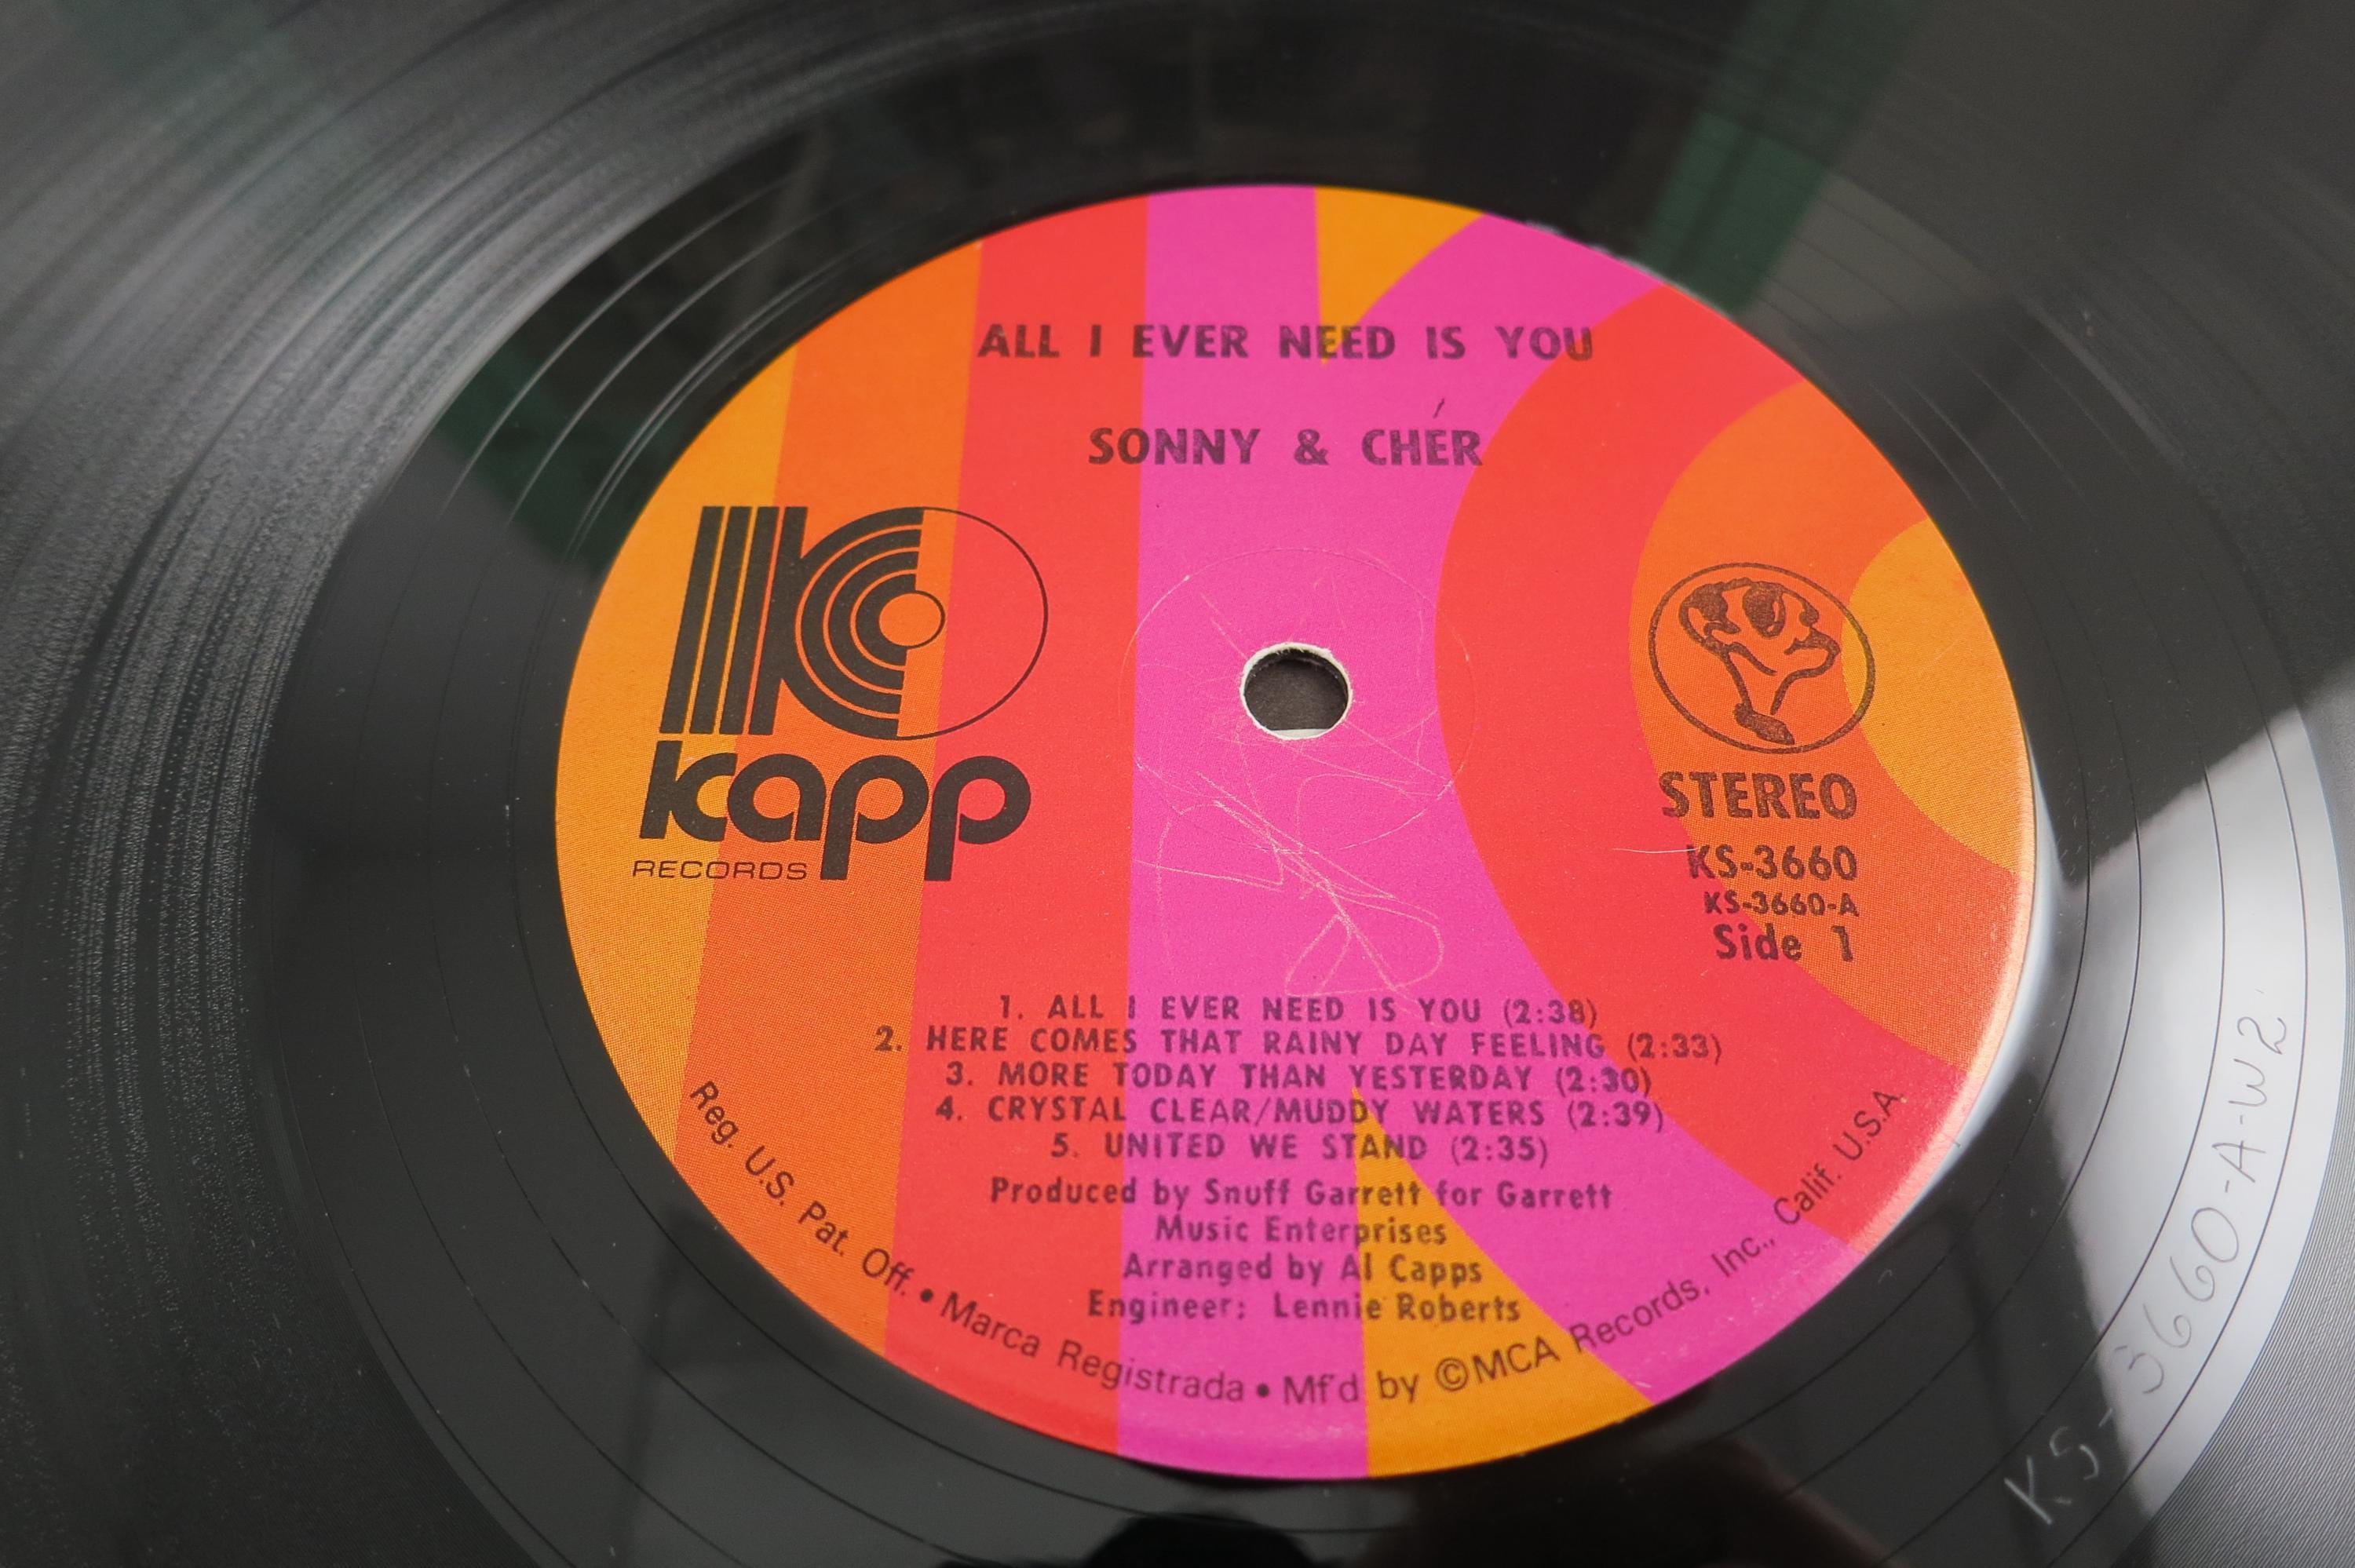 ALL I EVER NEED IS YOU
SONNY & CHÉR
kapp
RECORDS
STEREO
KS-3660
KS-3660-A
Side 1
1. ALL I EVER NEED IS YOU (2:38)
2. HERE COMES THAT RAINY DAY FEELING (2:33)
3. MORE TODAY THAN YESTERDAY (2:30)
4. CRYSTAL CLEAR/MUDDY WATERS (2:39)
5. UNITED WE STAND (2:35)
Produced by Snuff Garrett for Garrett
Music Enterprises
Arranged by Al Capps
Engineer: Lennie Roberts
Reg. U.S. Pat. Off. • Marca Registrada • Mf'd by ©MCA Records, Inc., Calif. U.S.A.
KS-3660-A-W2